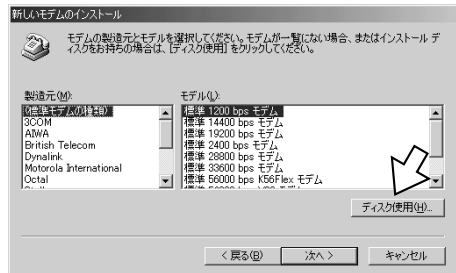 新しいモデムのインストール
モデムの製造元とモデルを選択してください。モデムが一覧にない場合、またはインストール デ
ィスクをお持ちの場合は、[ディスク使用] をクリックしてください。
製造元(M):
(標準モデムの種類)
3COM
AIWA
British Telecom
Dynalink
Motorola International
Octal
モデル(L):
標準 1200 bps モデム
標準 14400 bps モデム
標準 19200 bps モデム
標準 2400 bps モデム
標準 28800 bps モデム
標準 33600 bps モデム
標準 56000 bps K56Flex モデム
ディスク使用(H)...
< 戻る(B)
次へ >
キャンセル